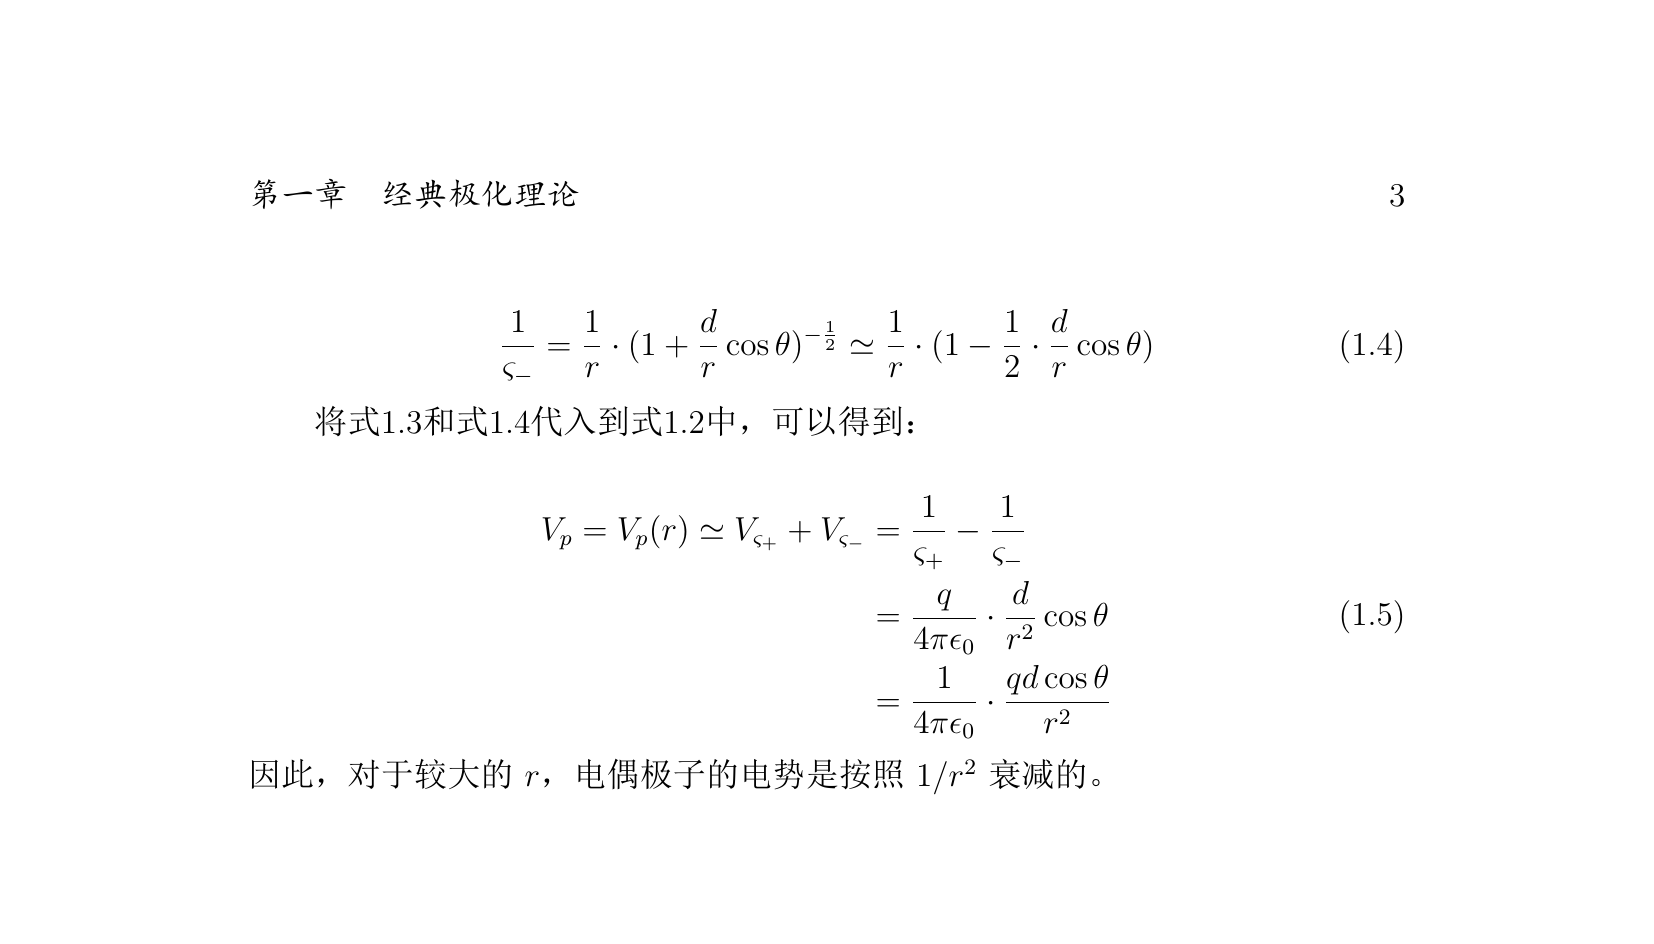 第一章 经典极化理论 3
\frac{1}{\varsigma_-} = \frac{1}{r} \cdot (1 + \frac{d}{r} \cos\theta)^{-\frac{1}{2}} \simeq \frac{1}{r} \cdot (1 - \frac{1}{2} \cdot \frac{d}{r} \cos\theta) (1.4)
将式1.3和式1.4代入到式1.2中，可以得到：
V_p = V_p(r) \simeq V_{\varsigma_+} + V_{\varsigma_-} = \frac{1}{\varsigma_+} - \frac{1}{\varsigma_-}
= \frac{q}{4\pi\epsilon_0} \cdot \frac{d}{r^2} \cos\theta (1.5)
= \frac{1}{4\pi\epsilon_0} \cdot \frac{qd\cos\theta}{r^2}
因此，对于较大的 r，电偶极子的电势是按照 1/r^2 衰减的。